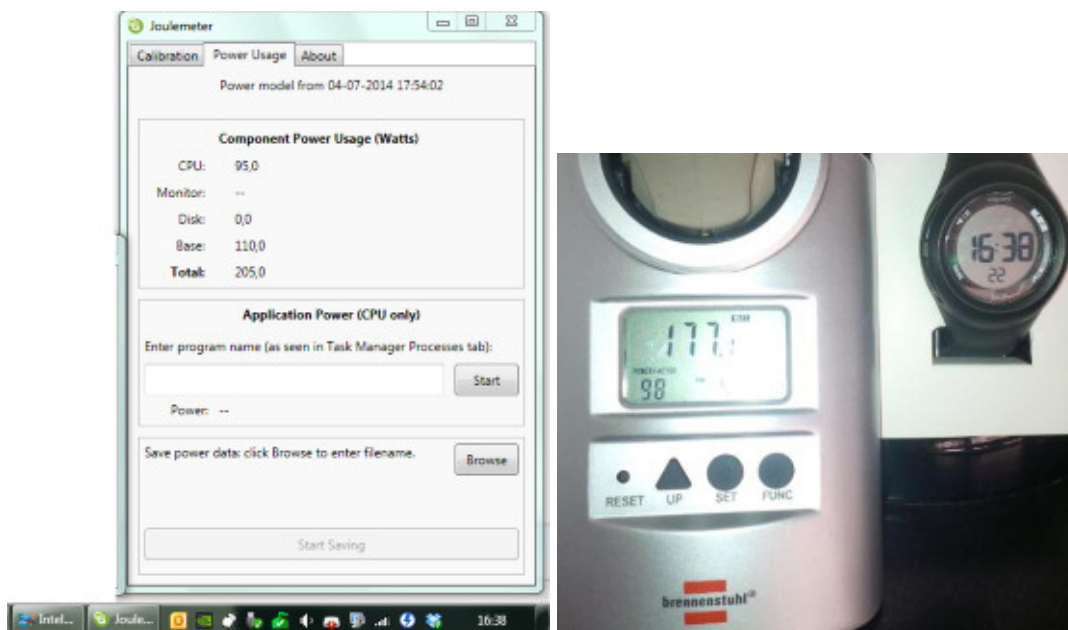 Joulemeter
Calibration Power Usage About
Power model from 04-07-2014 17:54:02
Component Power Usage (Watts)
CPU: 95,0
Monitor: --
Disk: 0,0
Base: 110,0
Total: 205,0
Application Power (CPU only)
Enter program name (as seen in Task Manager Processes tab):
Start
Power: --
Save power data: click Browse to enter filename.
Browse
Start Saving
Intel... Joule... 16:38
177.1
POWER FACTOR
98
RESET UP SET FUNC
brennenstuhl®
16:38
22